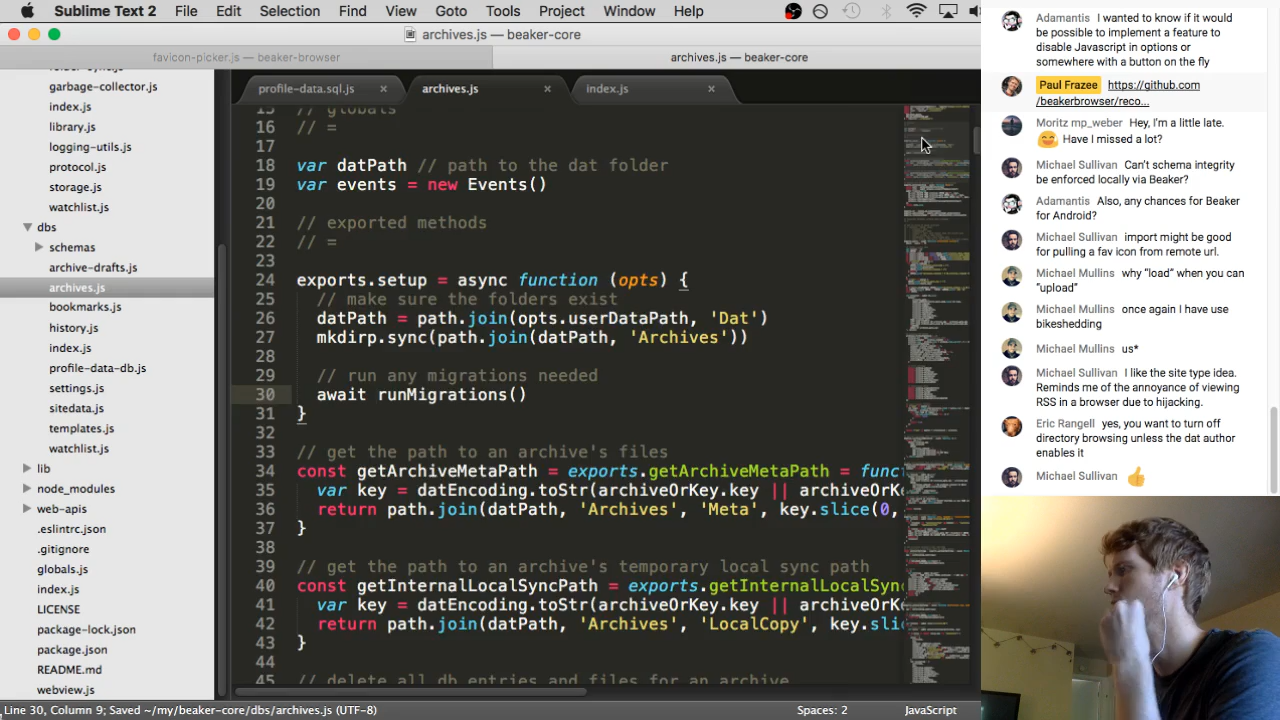 Sublime Text 2 File Edit Selection Find View Goto Tools Project Window Help
archives.js — beaker-core
favicon-picker.js — beaker-browser
archives.js — beaker-core
garbage-collector.js
index.js
library.js
logging-utils.js
protocol.js
storage.js
watchlist.js
dbs
schemas
archive-drafts.js
archives.js
bookmarks.js
history.js
index.js
profile-data-db.js
settings.js
sitedata.js
templates.js
watchlist.js
lib
node_modules
web-apis
.eslintrc.json
.gitignore
globals.js
index.js
LICENSE
package-lock.json
package.json
README.md
webview.js
profile-data.sql.js
archives.js
index.js
15 // globals
16 // =
17
18 var datPath // path to the dat folder
19 var events = new Events()
20
21 // exported methods
22 // =
23
24 exports.setup = async function (opts) {
25 // make sure the folders exist
26 datPath = path.join(opts.userDataPath, 'Dat')
27 mkdirp.sync(path.join(datPath, 'Archives'))
28
29 // run any migrations needed
30 await runMigrations()
31 }
32
33 // get the path to an archive's files
34 const getArchiveMetaPath = exports.getArchiveMetaPath = func
35 var key = datEncoding.toStr(archiveOrKey.key || archiveOrK
36 return path.join(datPath, 'Archives', 'Meta', key.slice(0,
37 }
38
39 // get the path to an archive's temporary local sync path
40 const getInternalLocalSyncPath = exports.getInternalLocalSyn
41 var key = datEncoding.toStr(archiveOrKey.key || archiveOrK
42 return path.join(datPath, 'Archives', 'LocalCopy', key.slic
43 }
44
45 // delete all db entries and files for an archive
Line 30, Column 9; Saved ~/my/beaker-core/dbs/archives.js (UTF-8)
Spaces: 2
JavaScript
Adamantis I wanted to know if it would
be possible to implement a feature to
disable Javascript in options or
somewhere with a button on the fly
Paul Frazee https://github.com
/beakerbrowser/reco...
Moritz mp_weber Hey, I'm a little late.
Have I missed a lot?
Michael Sullivan Can't schema integrity
be enforced locally via Beaker?
Adamantis Also, any chances for Beaker
for Android?
Michael Sullivan import might be good
for pulling a fav icon from remote url.
Michael Mullins why "load" when you can
"upload"
Michael Mullins once again I have use
bikeshedding
Michael Mullins us*
Michael Sullivan I like the site type idea.
Reminds me of the annoyance of viewing
RSS in a browser due to hijacking.
Eric Rangell yes, you want to turn off
directory browsing unless the dat author
enables it
Michael Sullivan